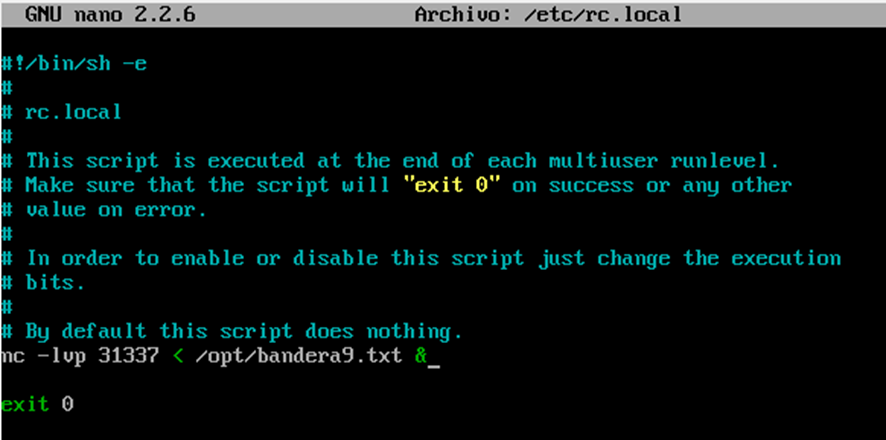 GNU nano 2.2.6 Archivo: /etc/rc.local
#!/bin/sh -e
#
# rc.local
#
# This script is executed at the end of each multiuser runlevel.
# Make sure that the script will "exit 0" on success or any other
# value on error.
#
# In order to enable or disable this script just change the execution
# bits.
#
# By default this script does nothing.
nc -lvp 31337 < /opt/bandera9.txt &
exit 0